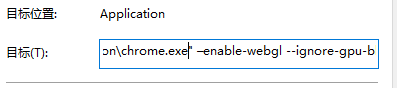 目标位置: Application
目标(T): on\chrome.exe" –enable-webgl --ignore-gpu-b